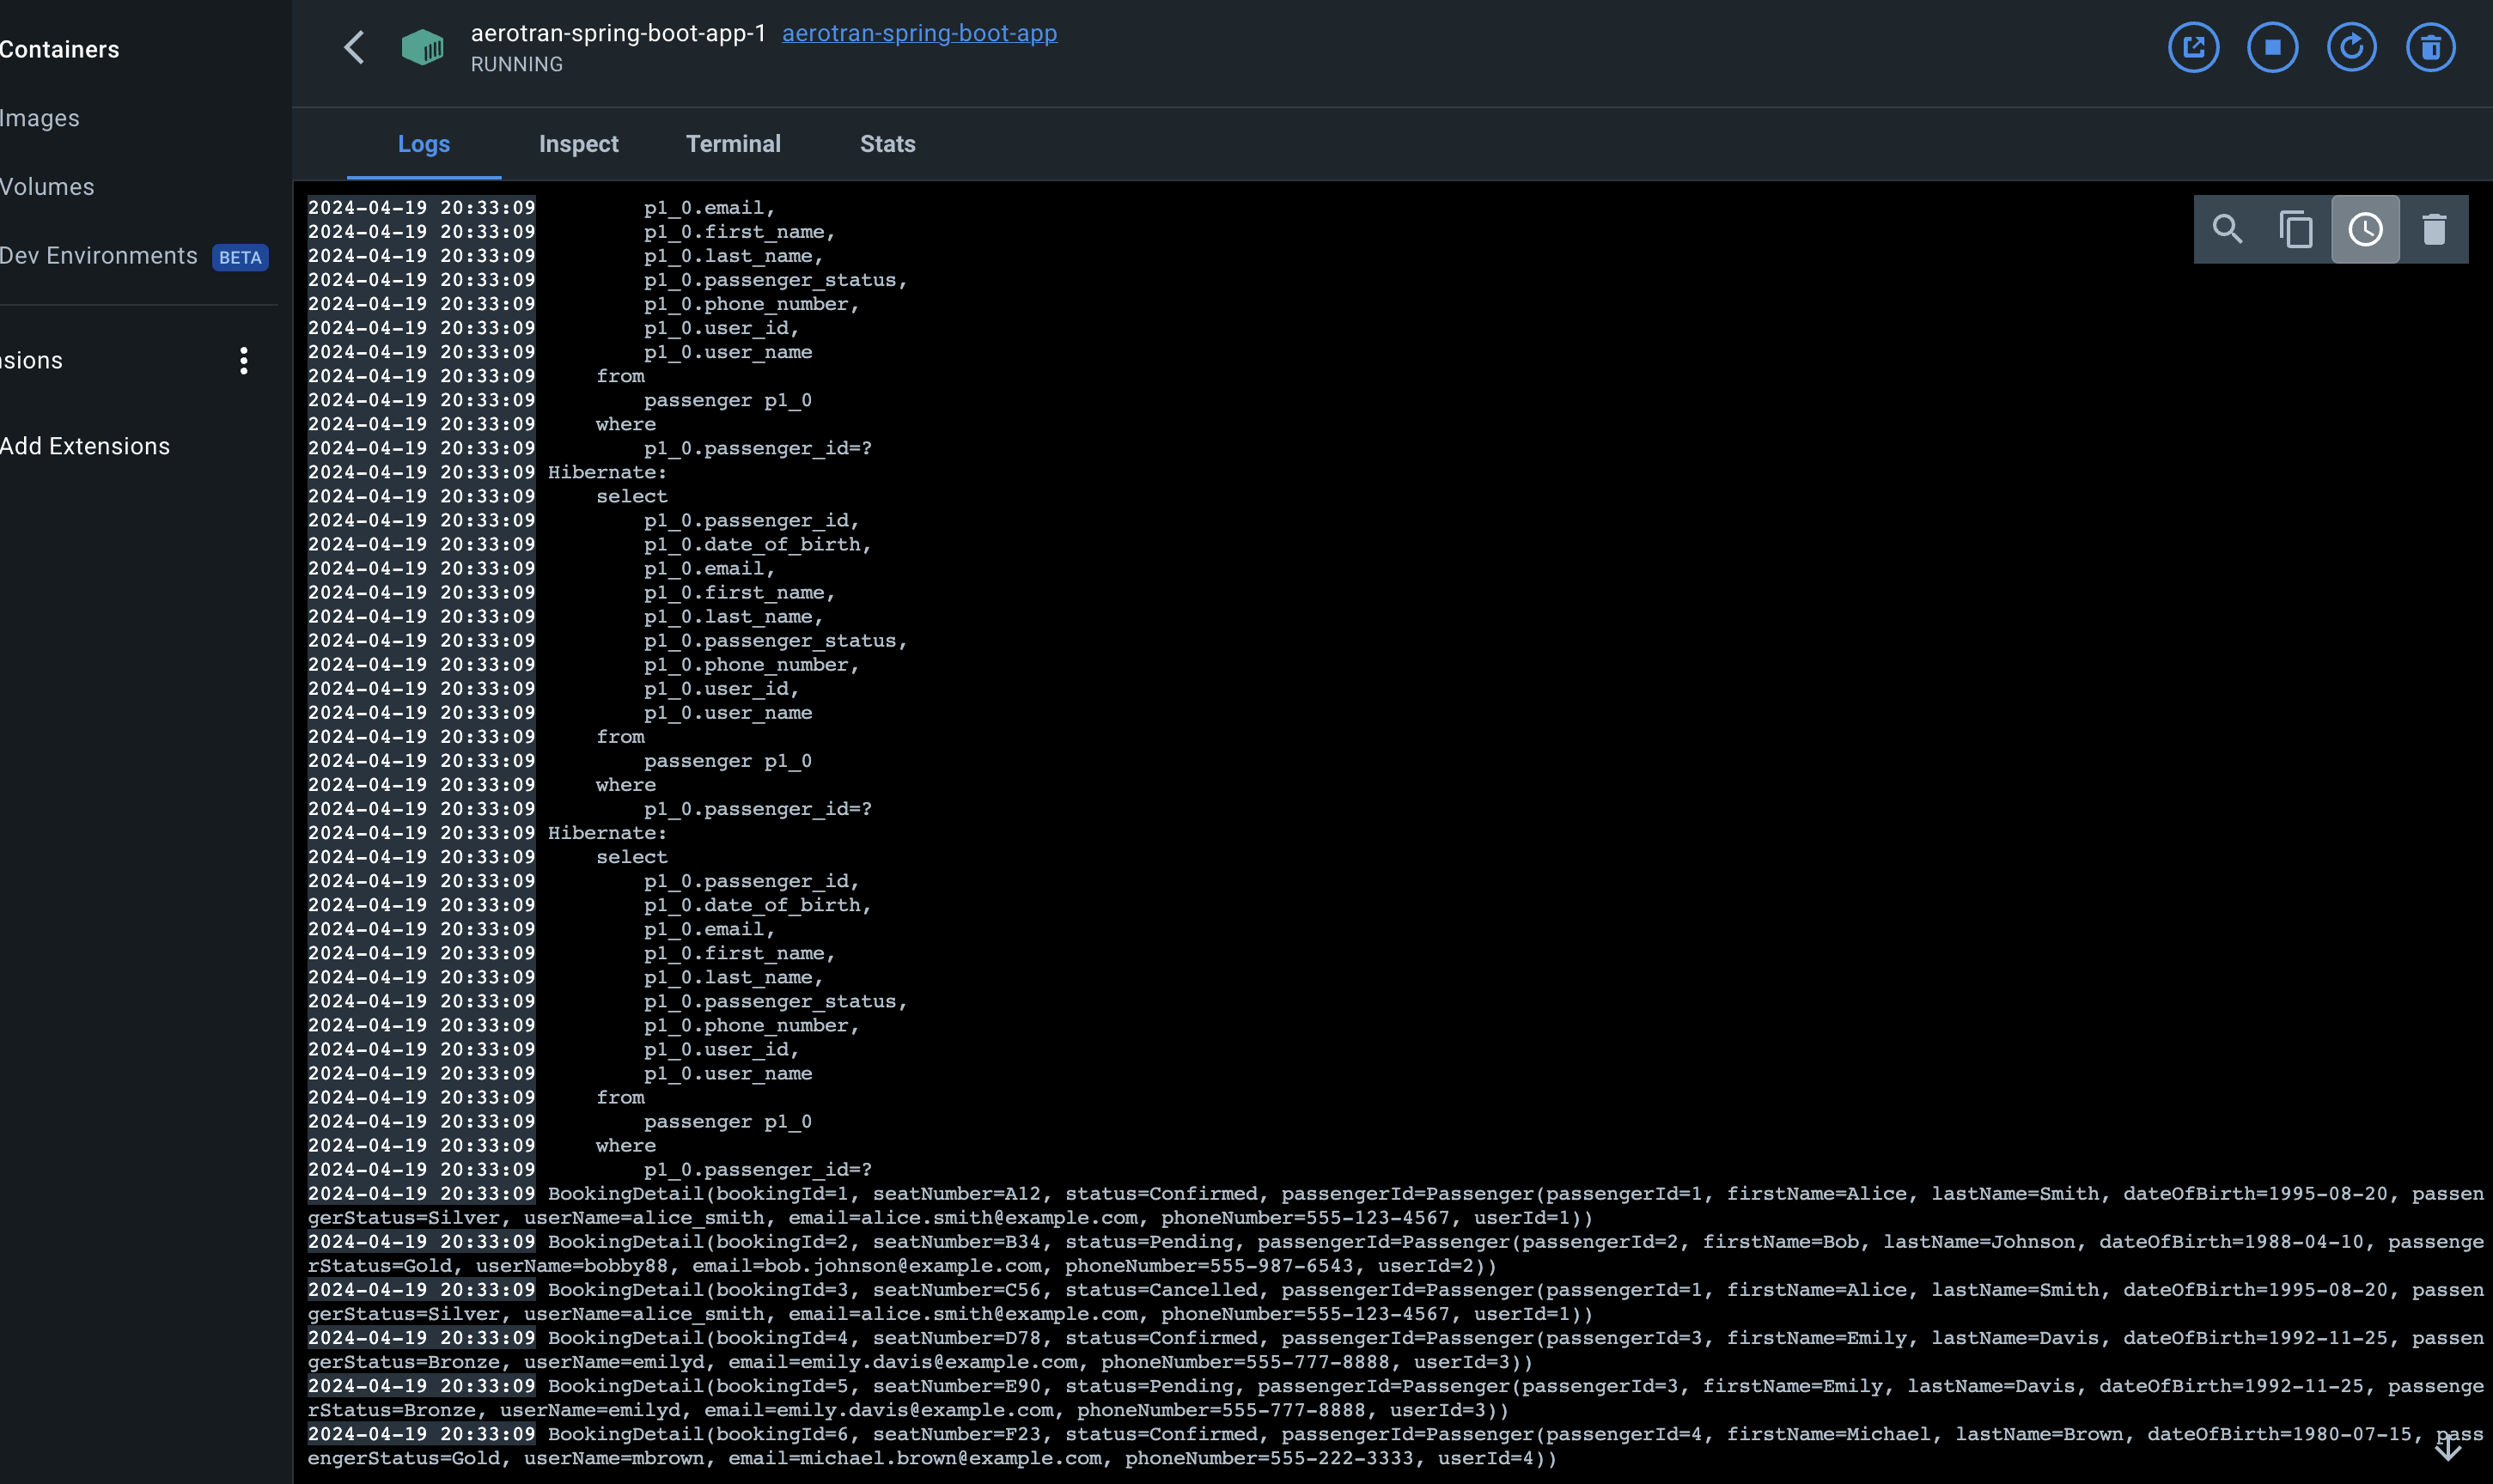 Containers
Images
Volumes
Dev Environments BETA
nsions
Add Extensions
aerotran-spring-boot-app-1 aerotran-spring-boot-app
RUNNING
Logs Inspect Terminal Stats
2024-04-19 20:33:09 p1_0.email,
2024-04-19 20:33:09 p1_0.first_name,
2024-04-19 20:33:09 p1_0.last_name,
2024-04-19 20:33:09 p1_0.passenger_status,
2024-04-19 20:33:09 p1_0.phone_number,
2024-04-19 20:33:09 p1_0.user_id,
2024-04-19 20:33:09 p1_0.user_name
2024-04-19 20:33:09 from
2024-04-19 20:33:09 passenger p1_0
2024-04-19 20:33:09 where
2024-04-19 20:33:09 p1_0.passenger_id=?
2024-04-19 20:33:09 Hibernate:
2024-04-19 20:33:09 select
2024-04-19 20:33:09 p1_0.passenger_id,
2024-04-19 20:33:09 p1_0.date_of_birth,
2024-04-19 20:33:09 p1_0.email,
2024-04-19 20:33:09 p1_0.first_name,
2024-04-19 20:33:09 p1_0.last_name,
2024-04-19 20:33:09 p1_0.passenger_status,
2024-04-19 20:33:09 p1_0.phone_number,
2024-04-19 20:33:09 p1_0.user_id,
2024-04-19 20:33:09 p1_0.user_name
2024-04-19 20:33:09 from
2024-04-19 20:33:09 passenger p1_0
2024-04-19 20:33:09 where
2024-04-19 20:33:09 p1_0.passenger_id=?
2024-04-19 20:33:09 Hibernate:
2024-04-19 20:33:09 select
2024-04-19 20:33:09 p1_0.passenger_id,
2024-04-19 20:33:09 p1_0.date_of_birth,
2024-04-19 20:33:09 p1_0.email,
2024-04-19 20:33:09 p1_0.first_name,
2024-04-19 20:33:09 p1_0.last_name,
2024-04-19 20:33:09 p1_0.passenger_status,
2024-04-19 20:33:09 p1_0.phone_number,
2024-04-19 20:33:09 p1_0.user_id,
2024-04-19 20:33:09 p1_0.user_name
2024-04-19 20:33:09 from
2024-04-19 20:33:09 passenger p1_0
2024-04-19 20:33:09 where
2024-04-19 20:33:09 p1_0.passenger_id=?
2024-04-19 20:33:09 BookingDetail(bookingId=1, seatNumber=A12, status=Confirmed, passengerId=Passenger(passengerId=1, firstName=Alice, lastName=Smith, dateOfBirth=1995-08-20, passen
gerStatus=Silver, userName=alice_smith, email=alice.smith@example.com, phoneNumber=555-123-4567, userId=1))
2024-04-19 20:33:09 BookingDetail(bookingId=2, seatNumber=B34, status=Pending, passengerId=Passenger(passengerId=2, firstName=Bob, lastName=Johnson, dateOfBirth=1988-04-10, passenge
rStatus=Gold, userName=bobby88, email=bob.johnson@example.com, phoneNumber=555-987-6543, userId=2))
2024-04-19 20:33:09 BookingDetail(bookingId=3, seatNumber=C56, status=Cancelled, passengerId=Passenger(passengerId=1, firstName=Alice, lastName=Smith, dateOfBirth=1995-08-20, passen
gerStatus=Silver, userName=alice_smith, email=alice.smith@example.com, phoneNumber=555-123-4567, userId=1))
2024-04-19 20:33:09 BookingDetail(bookingId=4, seatNumber=D78, status=Confirmed, passengerId=Passenger(passengerId=3, firstName=Emily, lastName=Davis, dateOfBirth=1992-11-25, passen
gerStatus=Bronze, userName=emilyd, email=emily.davis@example.com, phoneNumber=555-777-8888, userId=3))
2024-04-19 20:33:09 BookingDetail(bookingId=5, seatNumber=E90, status=Pending, passengerId=Passenger(passengerId=3, firstName=Emily, lastName=Davis, dateOfBirth=1992-11-25, passenge
rStatus=Bronze, userName=emilyd, email=emily.davis@example.com, phoneNumber=555-777-8888, userId=3))
2024-04-19 20:33:09 BookingDetail(bookingId=6, seatNumber=F23, status=Confirmed, passengerId=Passenger(passengerId=4, firstName=Michael, lastName=Brown, dateOfBirth=1980-07-15, pass
engerStatus=Gold, userName=mbrown, email=michael.brown@example.com, phoneNumber=555-222-3333, userId=4))